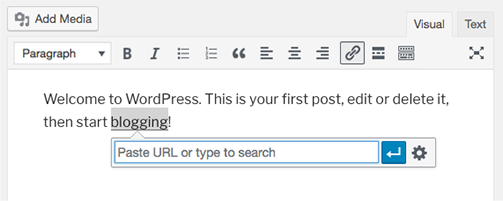 Add Media
Visual Text
Paragraph B I
Welcome to WordPress. This is your first post, edit or delete it,
then start blogging!
Paste URL or type to search